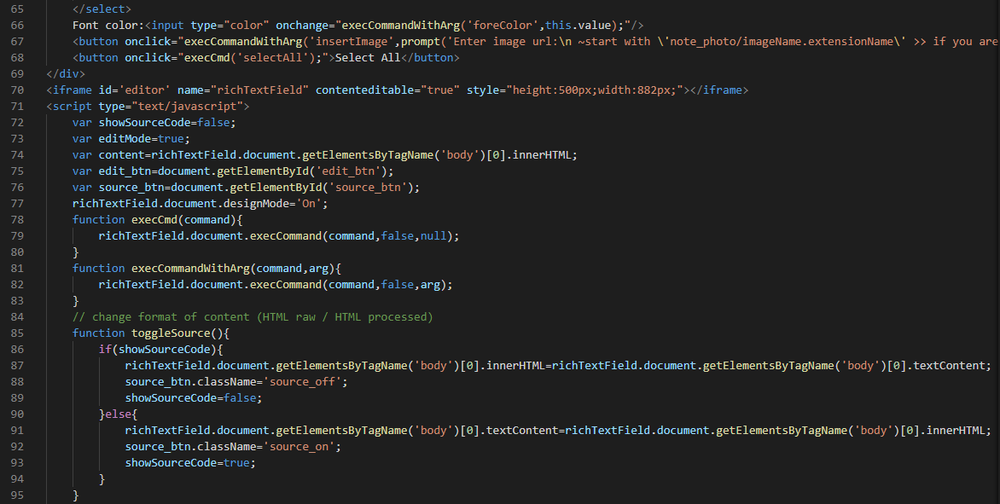 65 </select>
66 Font color:<input type="color" onchange="execCommandWithArg('foreColor',this.value);"/>
67 <button onclick="execCommandWithArg('insertImage',prompt('Enter image url:\n ~start with \'note_photo/imageName.extensionName\' >> if you are
68 <button onclick="execCmd('selectAll');">Select All</button>
69 </div>
70 <iframe id='editor' name="richTextField" contenteditable="true" style="height:500px;width:882px;"></iframe>
71 <script type="text/javascript">
72 var showSourceCode=false;
73 var editMode=true;
74 var content=richTextField.document.getElementsByTagName('body')[0].innerHTML;
75 var edit_btn=document.getElementById('edit_btn');
76 var source_btn=document.getElementById('source_btn');
77 richTextField.document.designMode='On';
78 function execCmd(command){
79 richTextField.document.execCommand(command,false,null);
80 }
81 function execCommandWithArg(command,arg){
82 richTextField.document.execCommand(command,false,arg);
83 }
84 // change format of content (HTML raw / HTML processed)
85 function toggleSource(){
86 if(showSourceCode){
87 richTextField.document.getElementsByTagName('body')[0].innerHTML=richTextField.document.getElementsByTagName('body')[0].textContent;
88 source_btn.className='source_off';
89 showSourceCode=false;
90 }else{
91 richTextField.document.getElementsByTagName('body')[0].textContent=richTextField.document.getElementsByTagName('body')[0].innerHTML;
92 source_btn.className='source_on';
93 showSourceCode=true;
94 }
95 }